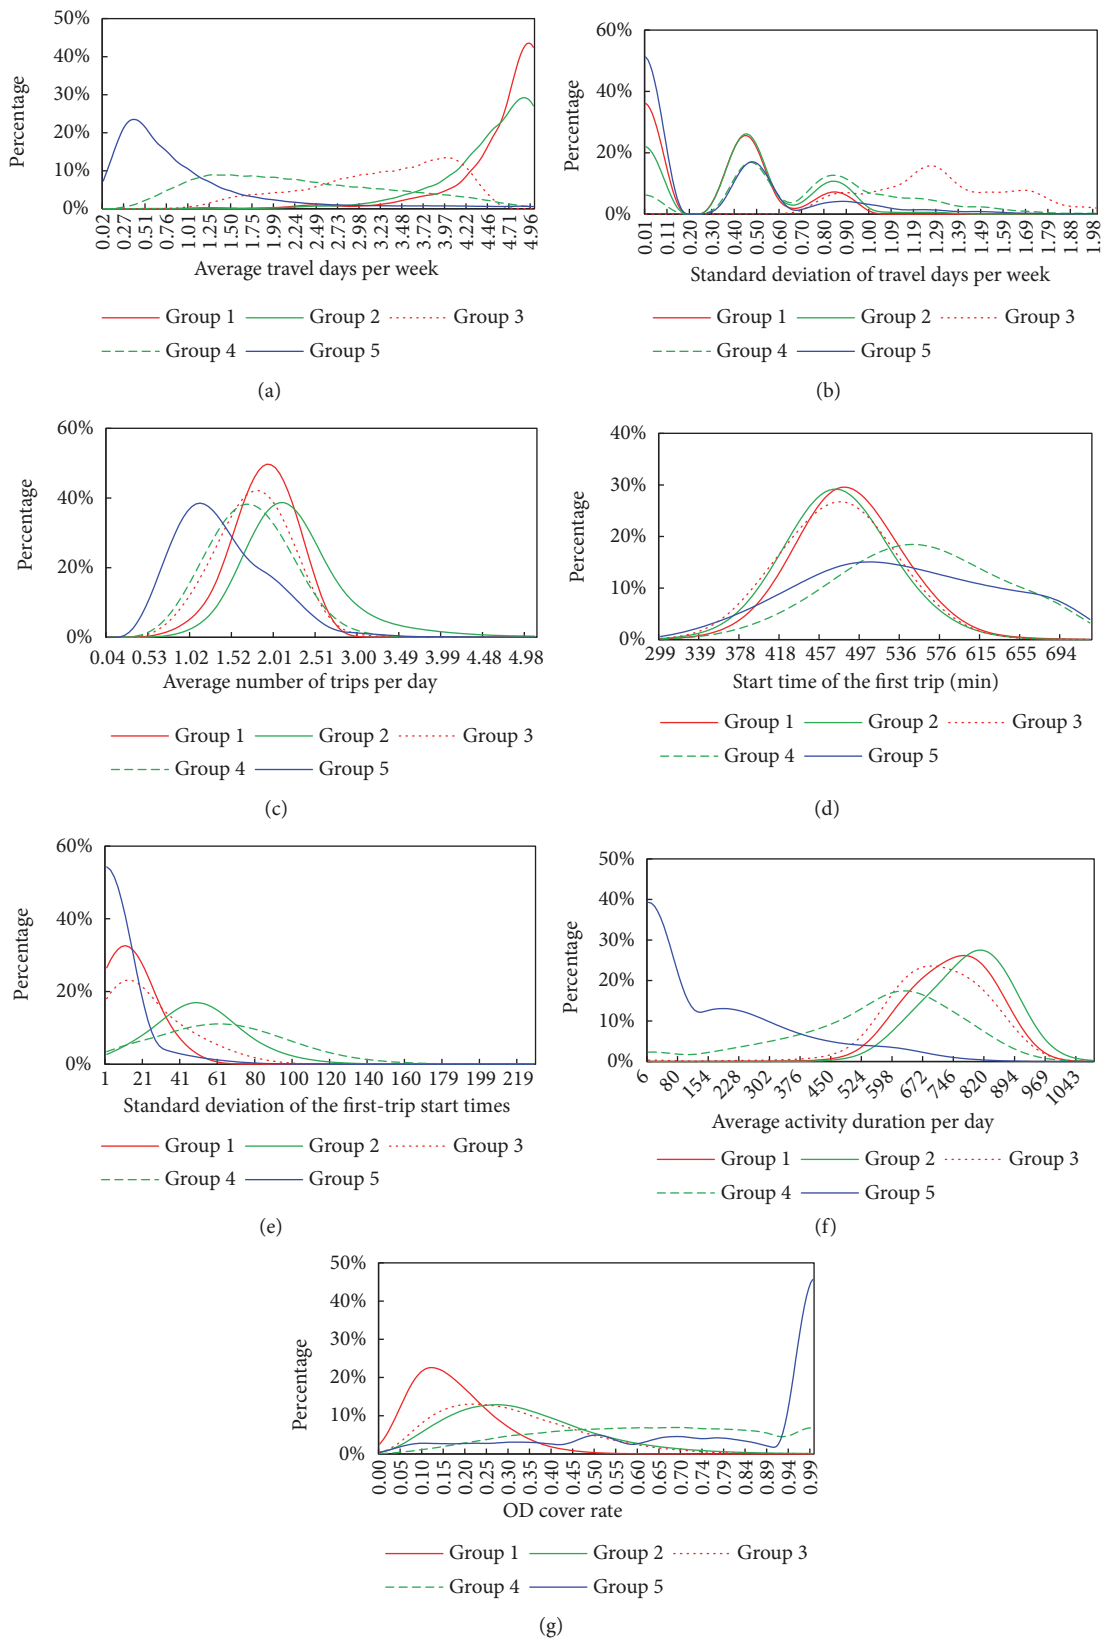 50%
40%
30%
20%
10%
0%
Percentage
0.02
0.27
0.51
0.76
1.01
1.25
1.50
1.75
1.99
2.24
2.49
2.73
2.98
3.23
3.48
3.72
3.97
4.22
4.46
4.71
4.96
Average travel days per week
Group 1 Group 2 Group 3
Group 4 Group 5
(a)
60%
40%
20%
0%
Percentage
0.01
0.11
0.20
0.30
0.40
0.50
0.60
0.70
0.80
0.90
1.00
1.09
1.19
1.29
1.39
1.49
1.59
1.69
1.79
1.88
1.98
Standard deviation of travel days per week
Group 1 Group 2 Group 3
Group 4 Group 5
(b)
60%
40%
20%
0%
Percentage
0.04 0.53 1.02 1.52 2.01 2.51 3.00 3.49 3.99 4.48 4.98
Average number of trips per day
Group 1 Group 2 Group 3
Group 4 Group 5
(c)
40%
30%
20%
10%
0%
Percentage
299 339 378 418 457 497 536 576 615 655 694
Start time of the first trip (min)
Group 1 Group 2 Group 3
Group 4 Group 5
(d)
60%
40%
20%
0%
Percentage
1 21 41 61 80 100 120 140 160 179 199 219
Standard deviation of the first-trip start times
Group 1 Group 2 Group 3
Group 4 Group 5
(e)
50%
40%
30%
20%
10%
0%
Percentage
6 80 154 228 302 376 450 524 598 672 746 820 894 969 1043
Average activity duration per day
Group 1 Group 2 Group 3
Group 4 Group 5
(f)
50%
40%
30%
20%
10%
0%
Percentage
0.00
0.05
0.10
0.15
0.20
0.25
0.30
0.35
0.40
0.45
0.50
0.55
0.60
0.65
0.70
0.74
0.79
0.84
0.89
0.94
0.99
OD cover rate
Group 1 Group 2 Group 3
Group 4 Group 5
(g)